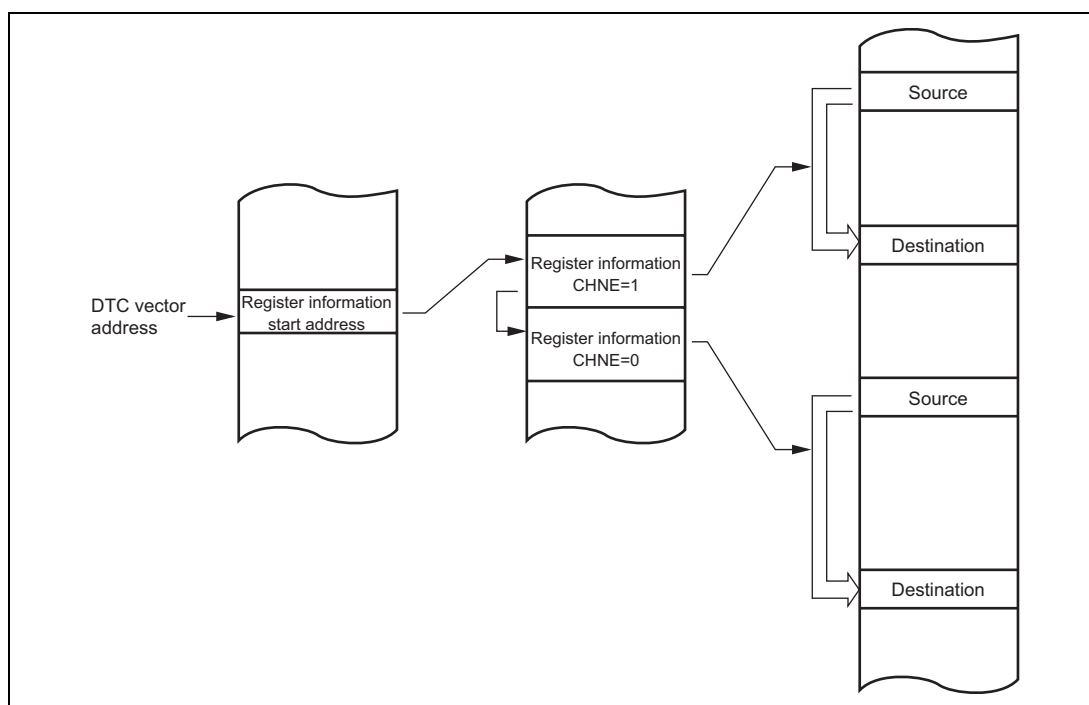 DTC vector
address
Register information
start address
Register information
CHNE=1
Register information
CHNE=0
Source
Destination
Source
Destination